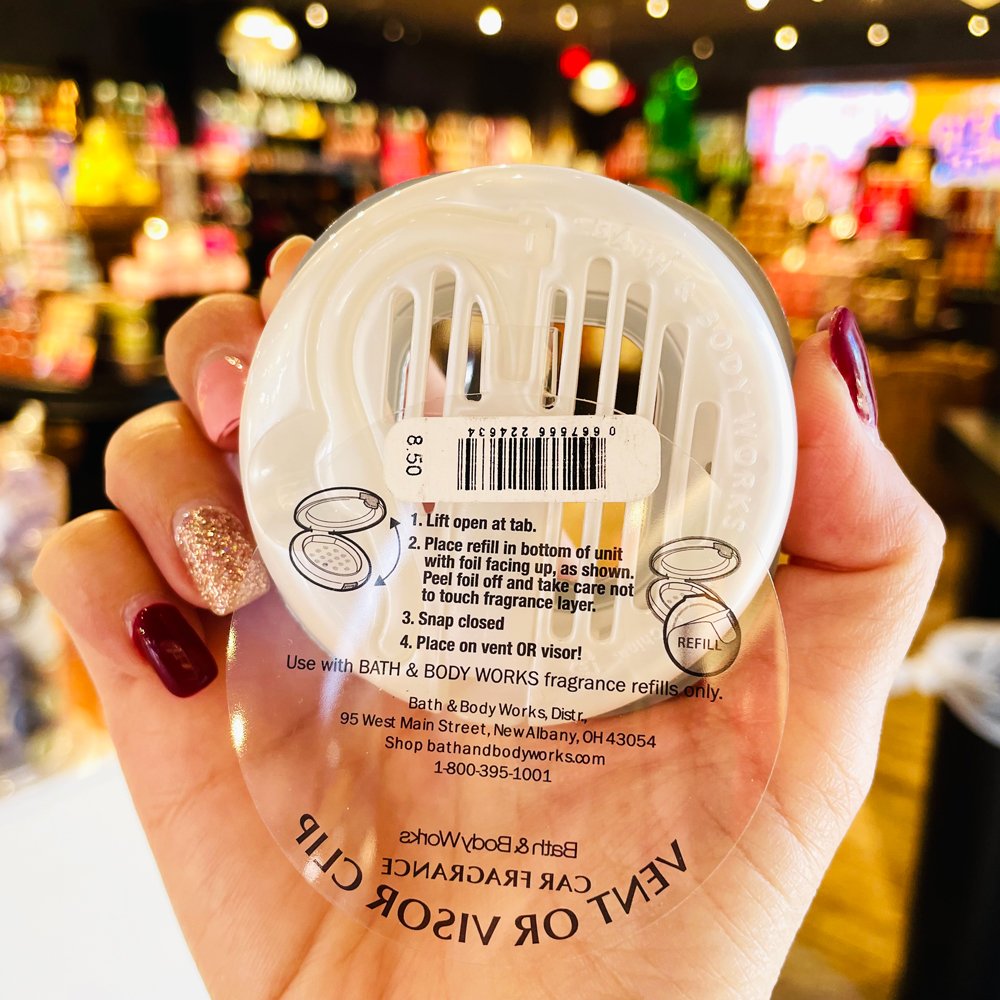 BATH & BODY WORKS
8.50
0 667556 224634
1. Lift open at tab.
2. Place refill in bottom of unit
with foil facing up, as shown.
Peel foil off and take care not
to touch fragrance layer.
3. Snap closed
4. Place on vent OR visor!
REFILL
Use with BATH & BODY WORKS fragrance refills only.
Bath & Body Works, Distr.,
95 West Main Street, New Albany, OH 43054
Shop bathandbodyworks.com
1-800-395-1001
Bath & Body Works
CAR FRAGRANCE
VENT OR VISOR CLIP